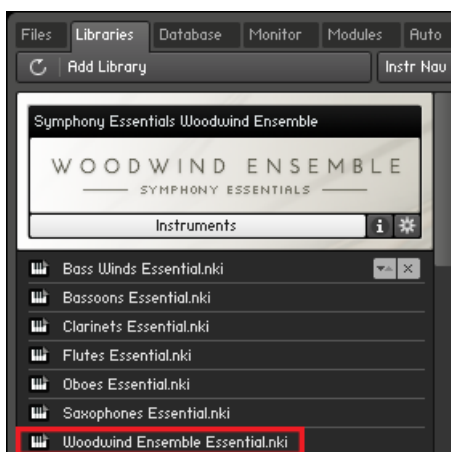 Files Libraries Database Monitor Modules Auto
Add Library Instr Nav
Symphony Essentials Woodwind Ensemble
WOODWIND ENSEMBLE
SYMPHONY ESSENTIALS
Instruments i
Bass Winds Essential.nki
Bassoons Essential.nki
Clarinets Essential.nki
Flutes Essential.nki
Oboes Essential.nki
Saxophones Essential.nki
Woodwind Ensemble Essential.nki